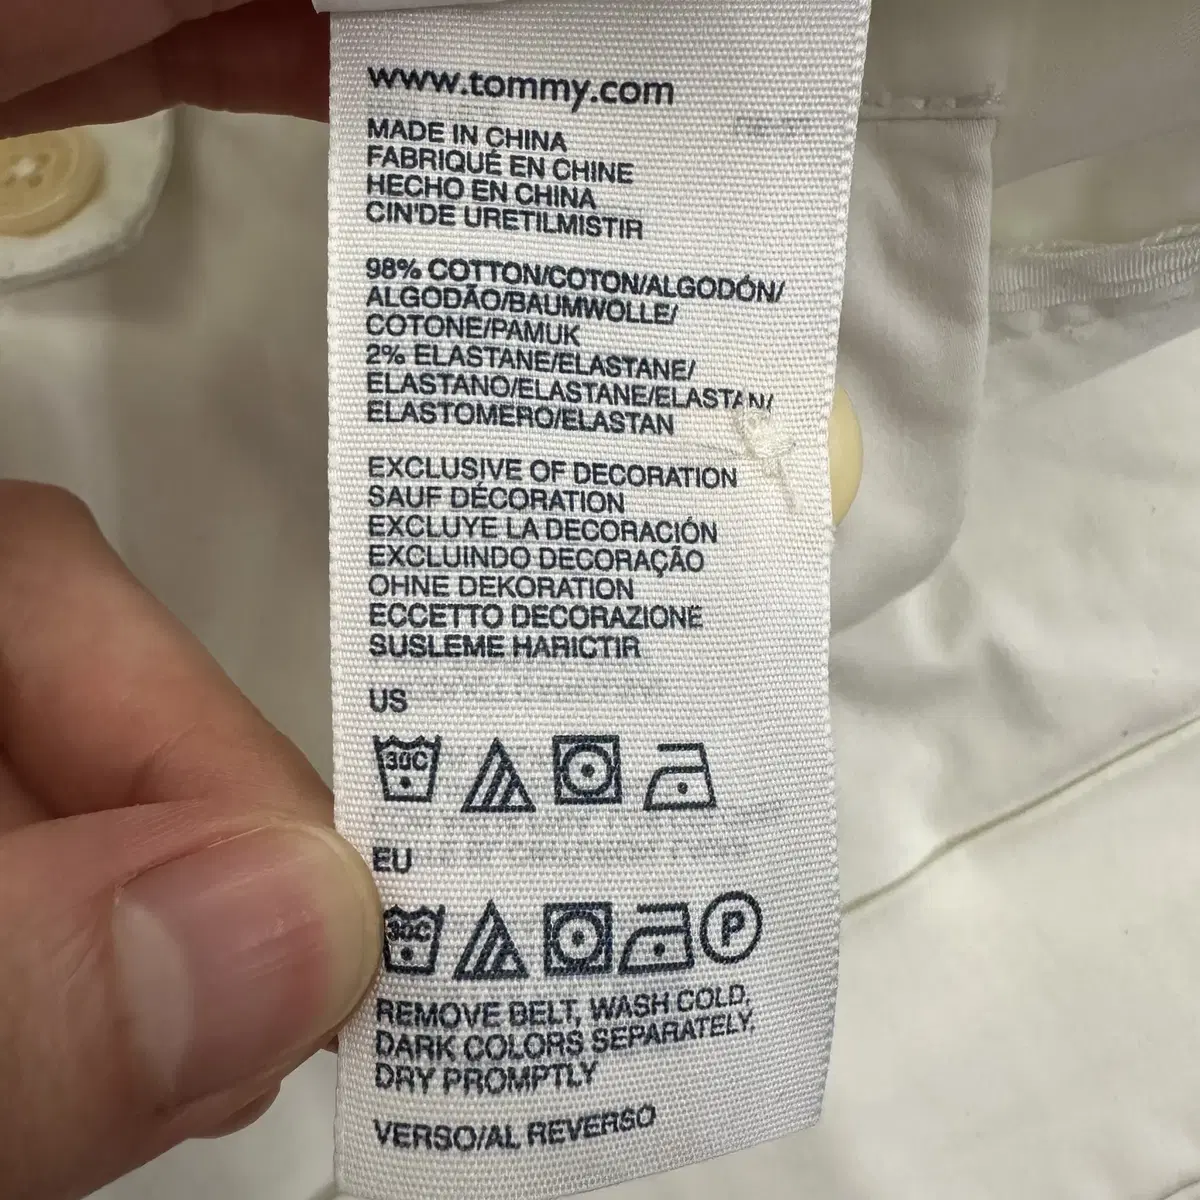 www.tommy.com
MADE IN CHINA
FABRIQUÉ EN CHINE
HECHO EN CHINA
CIN'DE URETILMISTIR
98% COTTON/COTON/ALGODÓN/
ALGODÃO/BAUMWOLLE/
COTONE/PAMUK
2% ELASTANE/ELASTANE/
ELASTANO/ELASTANE/ELASTAN/
ELASTOMERO/ELASTAN
EXCLUSIVE OF DECORATION
SAUF DÉCORATION
EXCLUYE LA DECORACIÓN
EXCLUINDO DECORAÇÃO
OHNE DEKORATION
ECCETTO DECORAZIONE
SUSLEME HARICTIR
US
30C
EU
30C P
REMOVE BELT, WASH COLD,
DARK COLORS SEPARATELY,
DRY PROMPTLY
VERSO/AL REVERSO